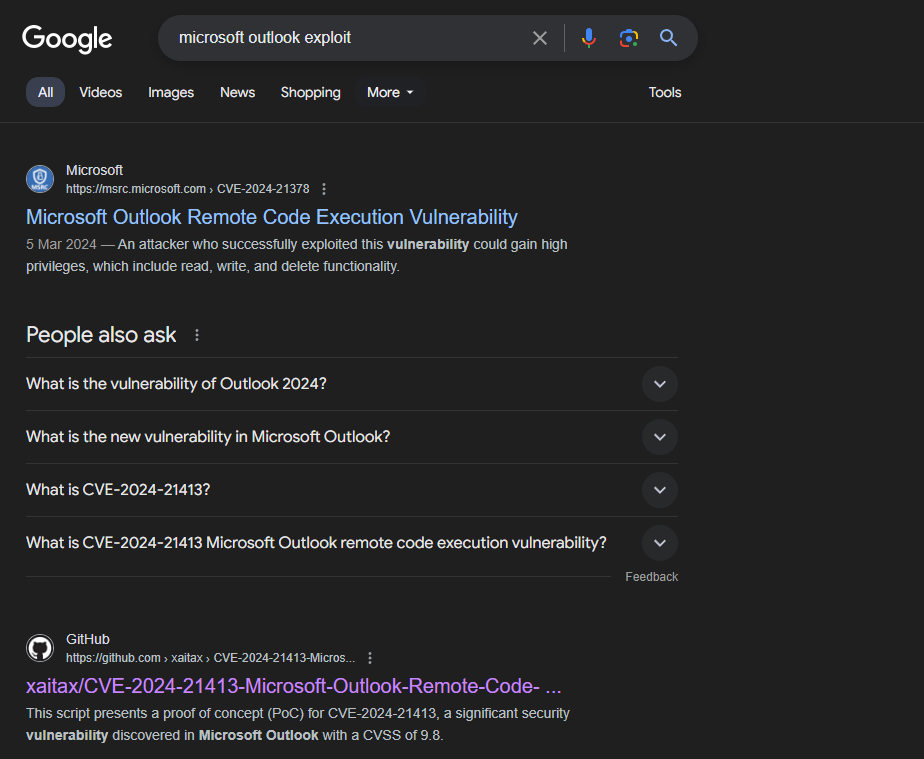 Google
microsoft outlook exploit
All Videos Images News Shopping More Tools
Microsoft
https://msrc.microsoft.com › CVE-2024-21378
Microsoft Outlook Remote Code Execution Vulnerability
5 Mar 2024 — An attacker who successfully exploited this vulnerability could gain high
privileges, which include read, write, and delete functionality.
People also ask
What is the vulnerability of Outlook 2024?
What is the new vulnerability in Microsoft Outlook?
What is CVE-2024-21413?
What is CVE-2024-21413 Microsoft Outlook remote code execution vulnerability?
Feedback
GitHub
https://github.com › xaitax › CVE-2024-21413-Micros...
xaitax/CVE-2024-21413-Microsoft-Outlook-Remote-Code- ...
This script presents a proof of concept (PoC) for CVE-2024-21413, a significant security
vulnerability discovered in Microsoft Outlook with a CVSS of 9.8.